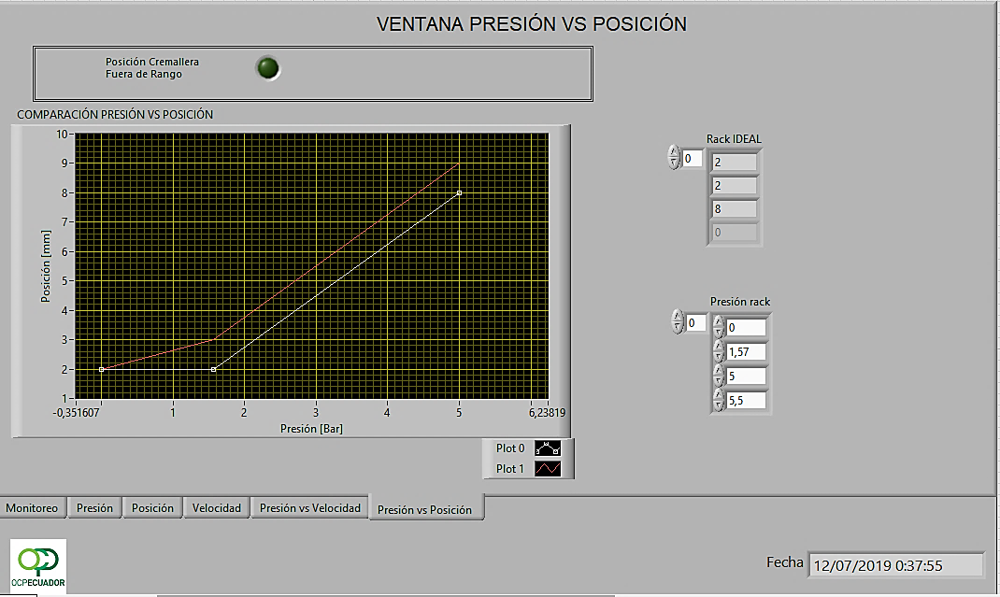 VENTANA PRESIÓN VS POSICIÓN
Posición Cremallera
Fuera de Rango
COMPARACIÓN PRESIÓN VS POSICIÓN
10
9
8
7
6
5
4
3
2
1
Posición [mm]
-0,351607
1
2
3
4
5
6,23819
Presión [Bar]
Plot 0
Plot 1
Rack IDEAL
0
2
2
8
0
Presión rack
0
0
1,57
5
5,5
Monitoreo
Presión
Posición
Velocidad
Presión vs Velocidad
Presión vs Posición
OCPECUADOR
Fecha
12/07/2019 0:37:55